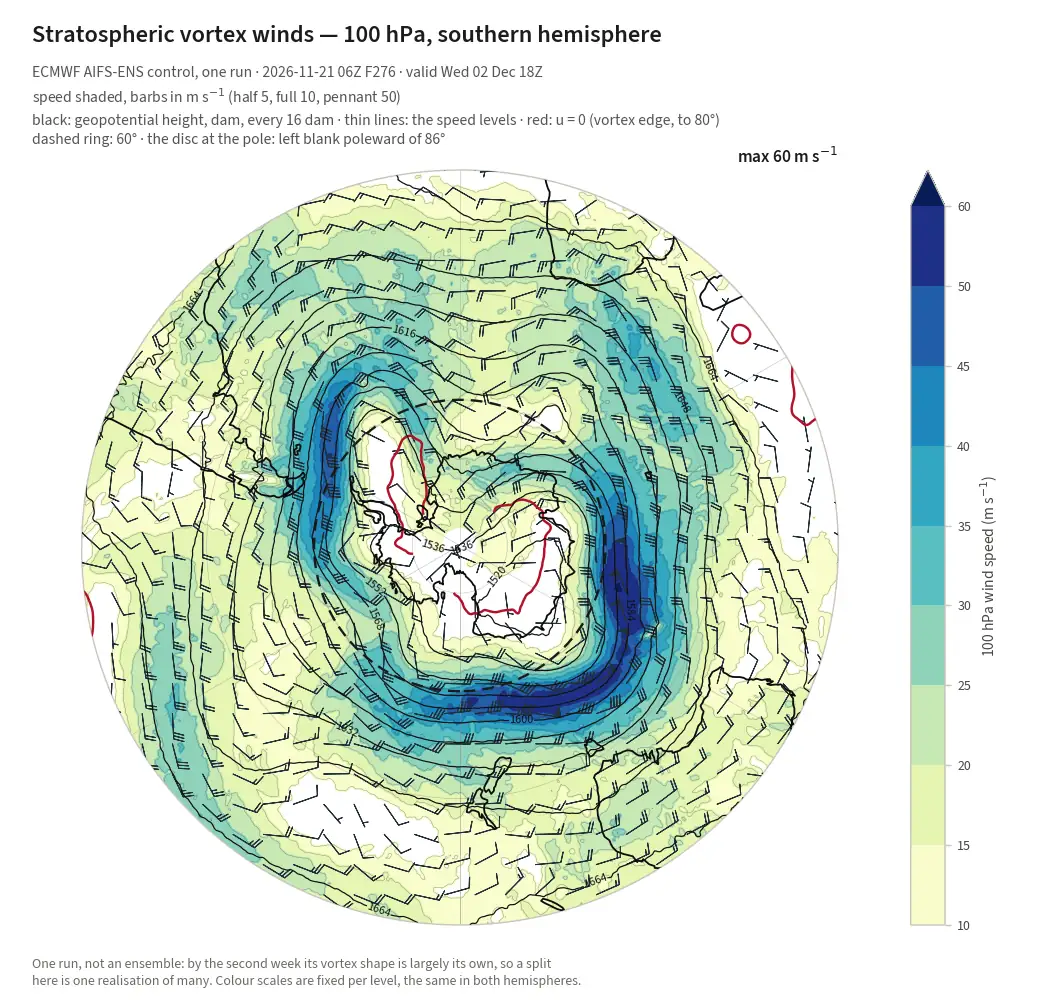 Stratospheric vortex winds — 100 hPa, southern hemisphere
ECMWF AIFS-ENS control, one run · 2026-11-21 06Z F276 · valid Wed 02 Dec 18Z
speed shaded, barbs in m s⁻¹ (half 5, full 10, pennant 50)
black: geopotential height, dam, every 16 dam · thin lines: the speed levels · red: u = 0 (vortex edge, to 80°)
dashed ring: 60° · the disc at the pole: left blank poleward of 86°
max 60 m s⁻¹
60
50
45
40
35
30
25
20
15
10
100 hPa wind speed (m s⁻¹)
1664
1616
1664
1648
1536
1536
1520
1552
1568
1584
1600
1632
1664
1664
One run, not an ensemble: by the second week its vortex shape is largely its own, so a split
here is one realisation of many. Colour scales are fixed per level, the same in both hemispheres.